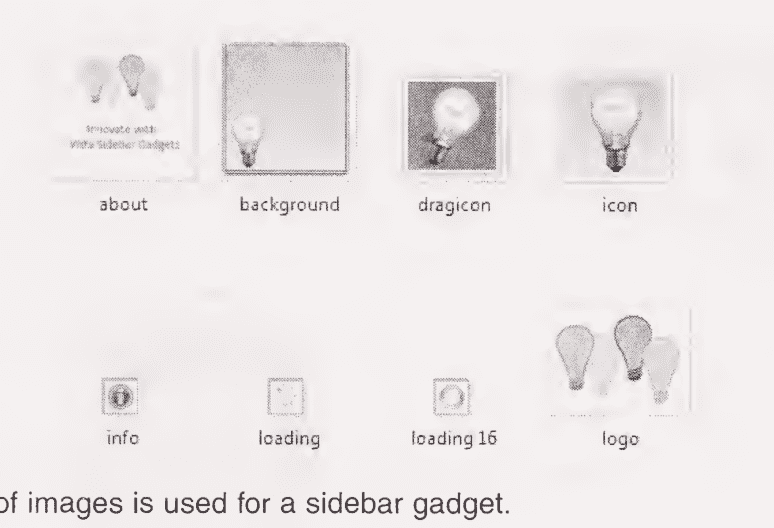 Innovate with
Vista Sidebar Gadgets
about background dragicon icon
info loading loading 16 logo
of images is used for a sidebar gadget.